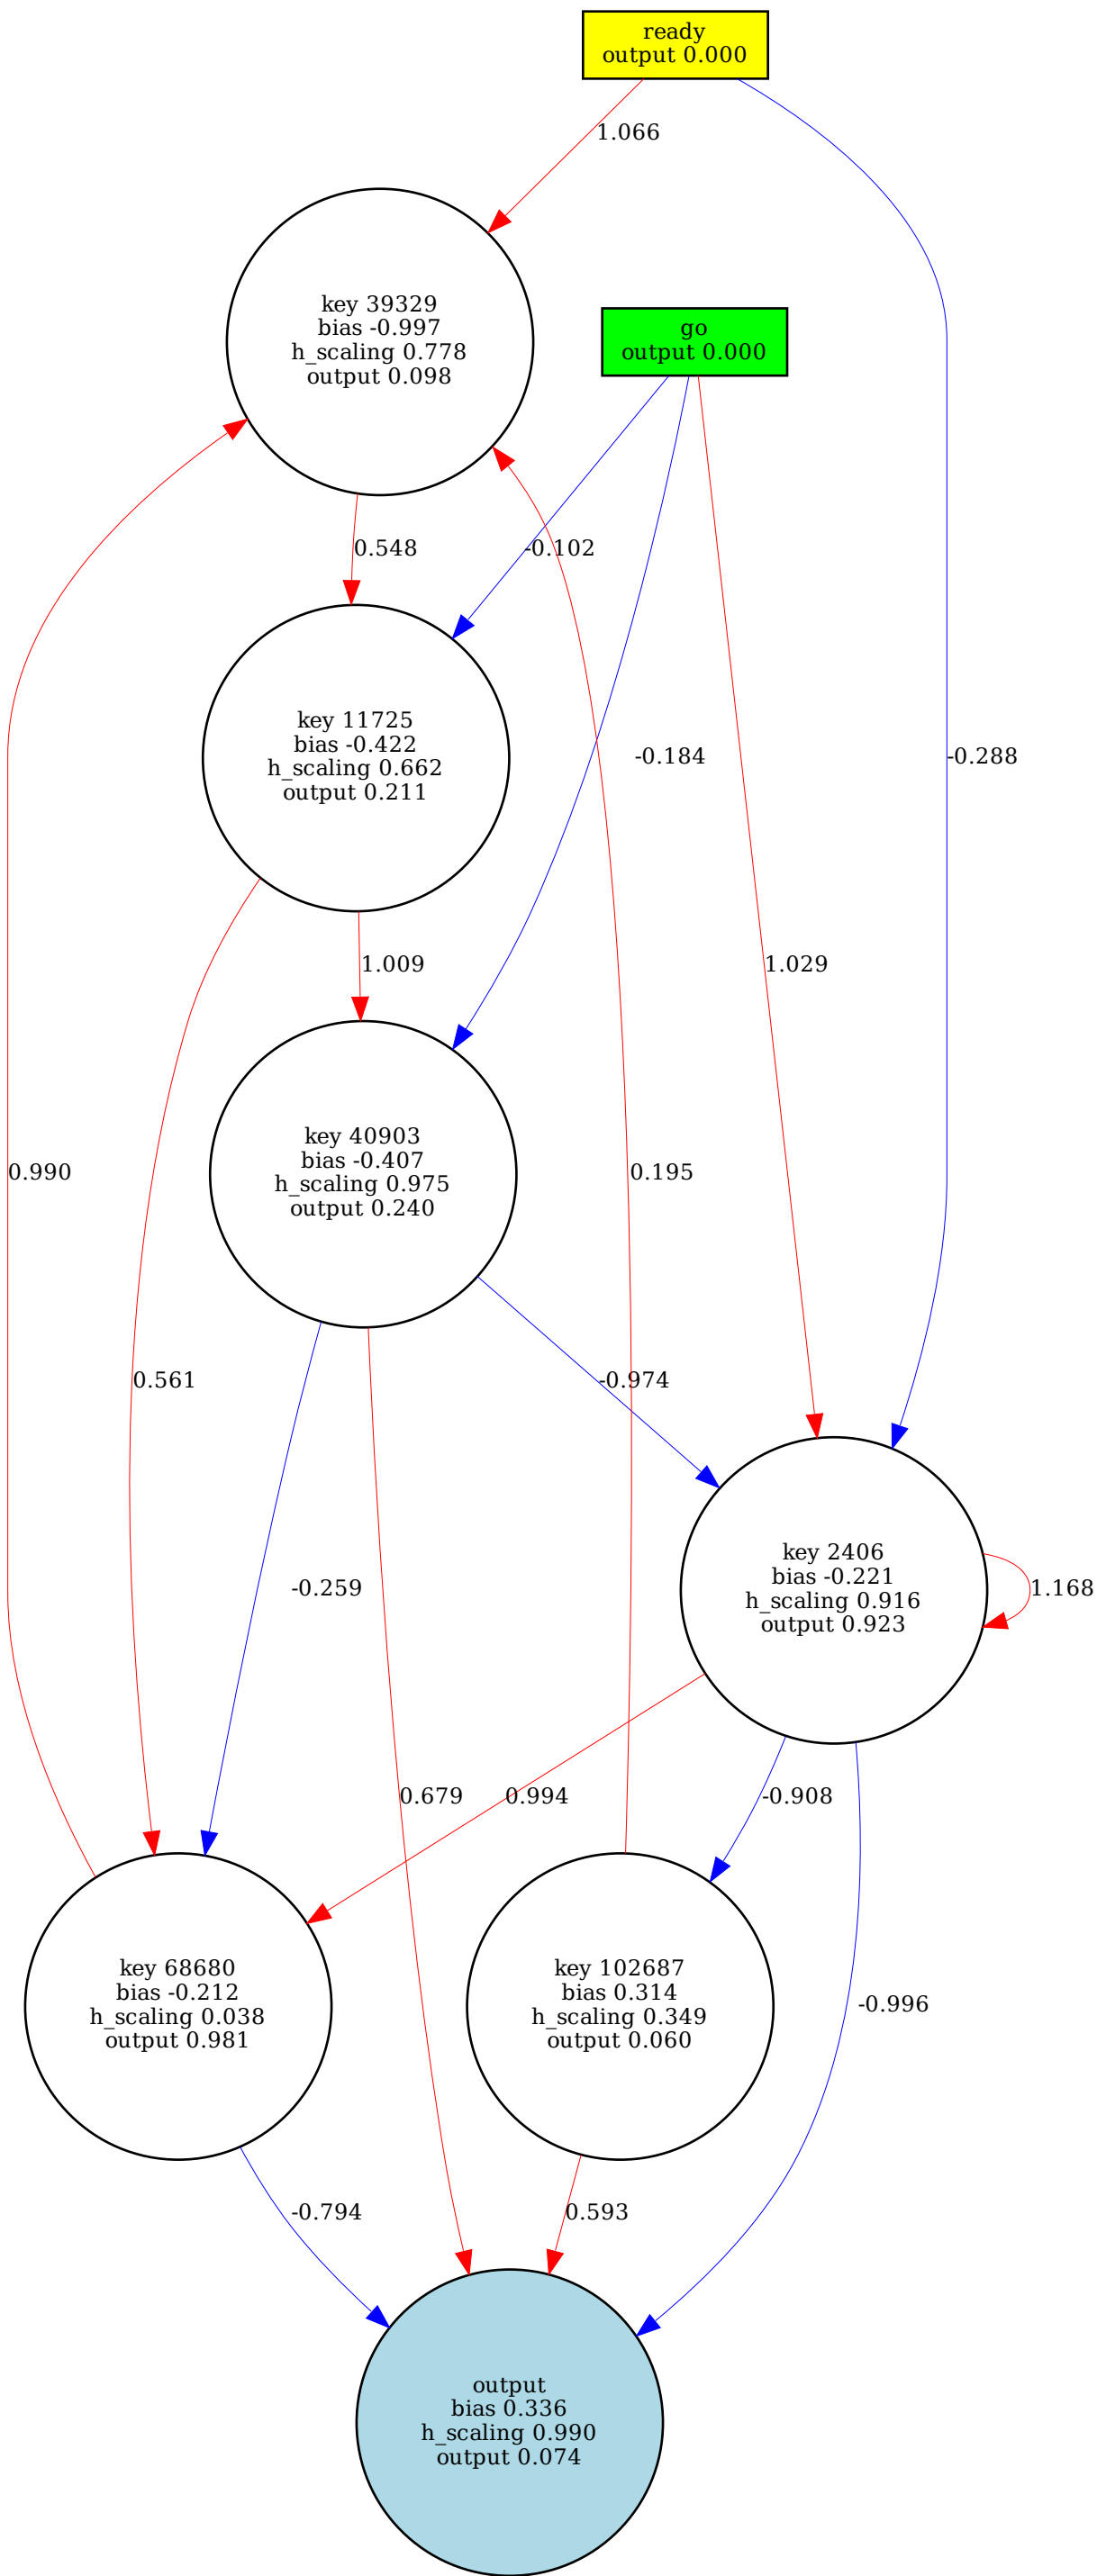 ready
output 0.000
1.066
key 39329
bias -0.997
h_scaling 0.778
output 0.098
go
output 0.000
0.548
-0.102
key 11725
bias -0.422
h_scaling 0.662
output 0.211
-0.184
-0.288
1.009
1.029
key 40903
bias -0.407
h_scaling 0.975
output 0.240
0.990
0.195
0.561
-0.974
key 2406
bias -0.221
h_scaling 0.916
output 0.923
-0.259
1.168
0.679
0.994
-0.908
key 68680
bias -0.212
h_scaling 0.038
output 0.981
key 102687
bias 0.314
h_scaling 0.349
output 0.060
-0.996
-0.794
0.593
output
bias 0.336
h_scaling 0.990
output 0.074